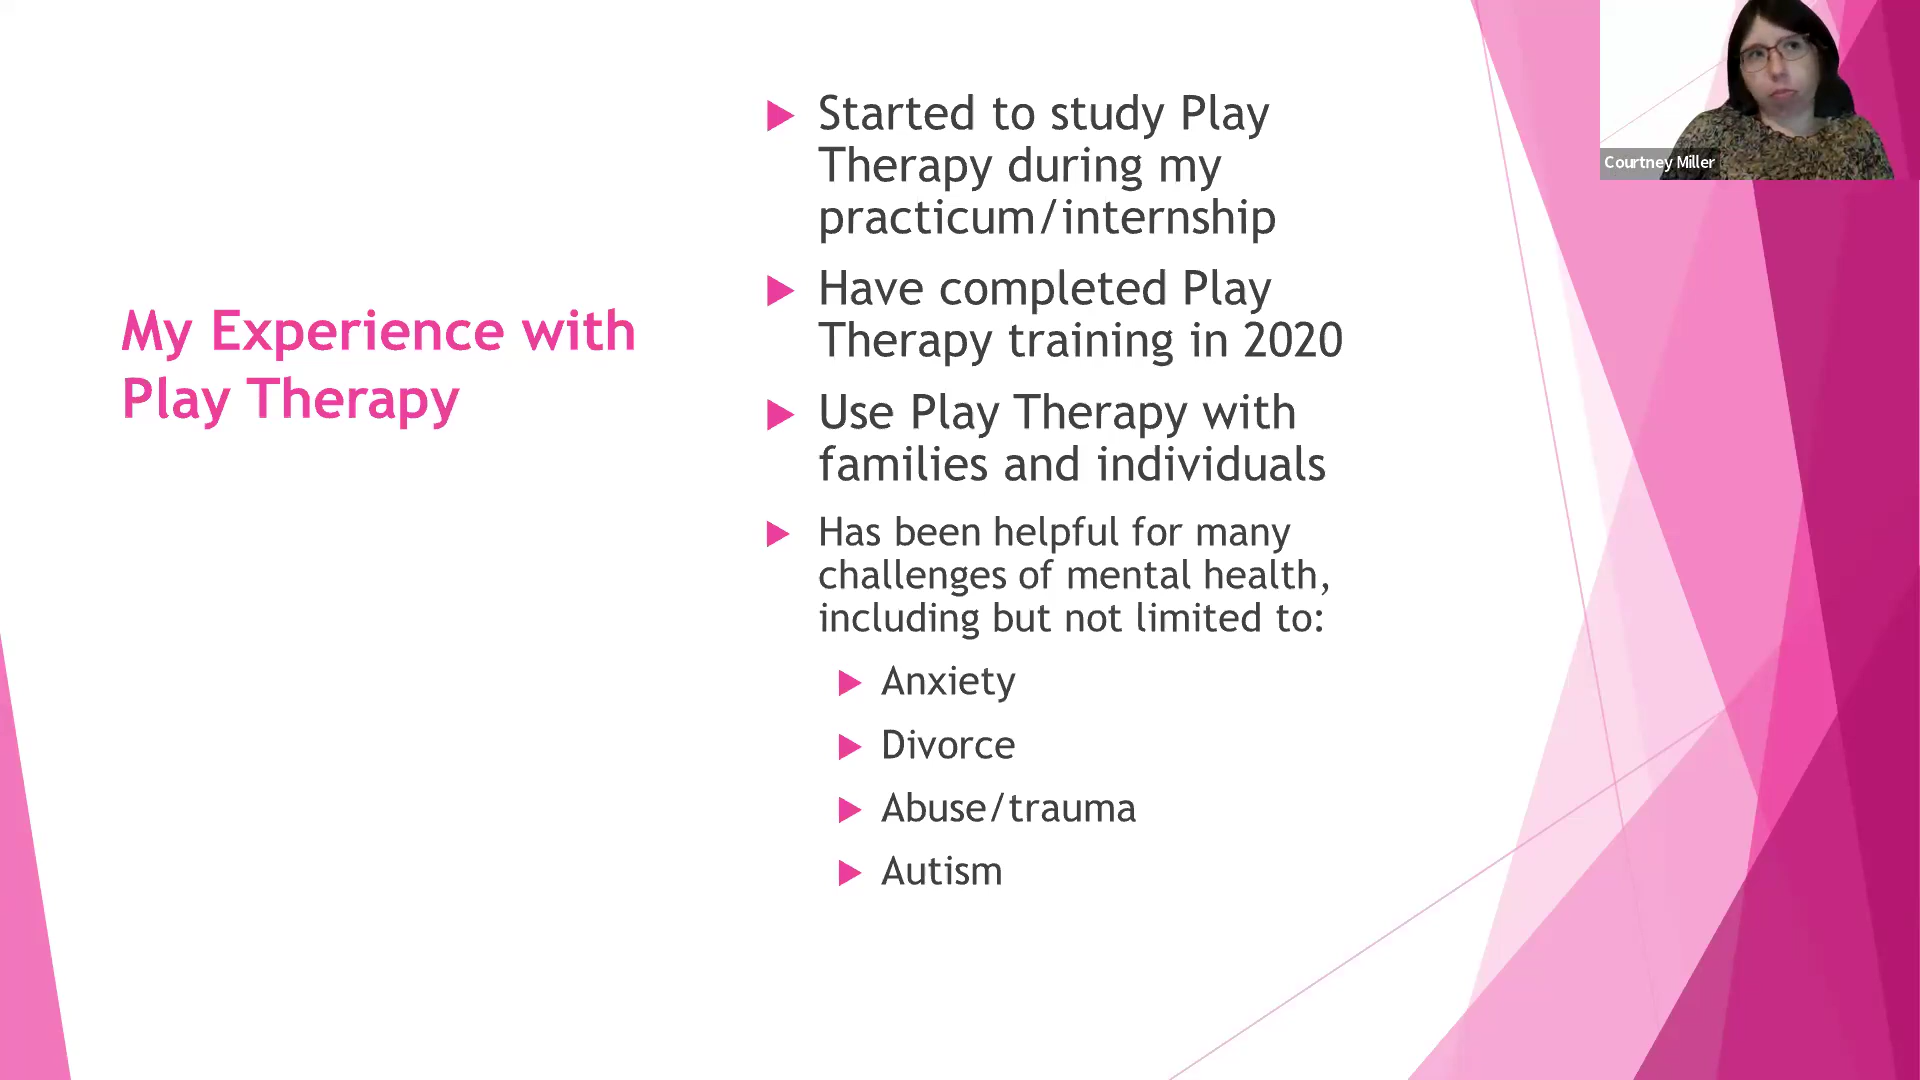 My Experience with
Play Therapy
Started to study Play
Therapy during my
practicum/internship
Have completed Play
Therapy training in 2020
Use Play Therapy with
families and individuals
Has been helpful for many
challenges of mental health,
including but not limited to:
Anxiety
Divorce
Abuse/trauma
Autism
Courtney Miller